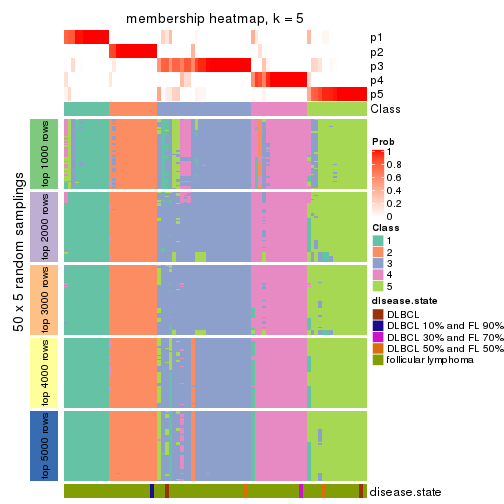 membership heatmap, k = 5
p1
p2
p3
p4
p5
Class
50 x 5 random samplings
top 1000 rows
top 2000 rows
top 3000 rows
top 4000 rows
top 5000 rows
Prob
1
0.8
0.6
0.4
0.2
0
Class
1
2
3
4
5
disease.state
DLBCL
DLBCL 10% and FL 90%
DLBCL 30% and FL 70%
DLBCL 50% and FL 50%
follicular lymphoma
disease.state